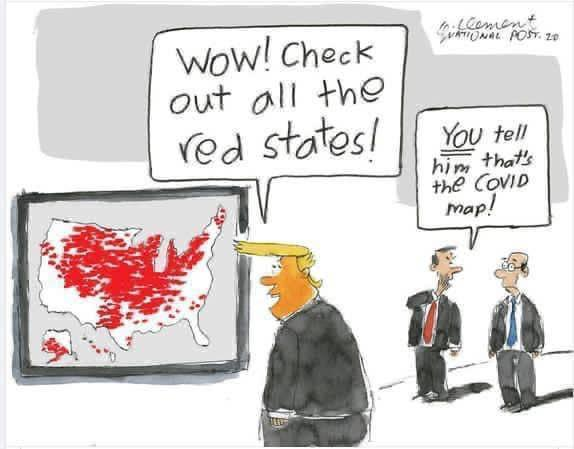 G. Clement
NATIONAL POST. 20
WOW! Check
out all the
red states!
YOU tell
him that's
the COVID
map!